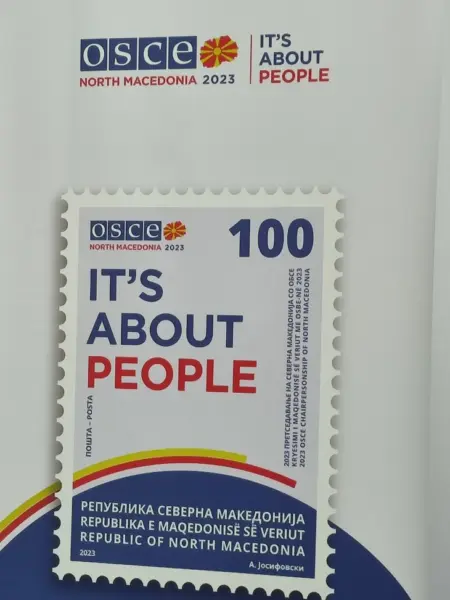 OSCE
NORTH MACEDONIA 2023
IT'S
ABOUT
PEOPLE
OSCE
NORTH MACEDONIA 2023
100
IT'S
ABOUT
PEOPLE
ПОШТА – POSTA
2023 ПРЕТСЕДАВАЊЕ НА СЕВЕРНА МАКЕДОНИЈА СО ОБСЕ
KRYESIMI I MAQEDONISË SË VERIUT ME OSBE-NË 2023
2023 OSCE CHAIRPERSONSHIP OF NORTH MACEDONIA
РЕПУБЛИКА СЕВЕРНА МАКЕДОНИЈА
REPUBLIKA E MAQEDONISË SË VERIUT
REPUBLIC OF NORTH MACEDONIA
2023
А. Јосифовски